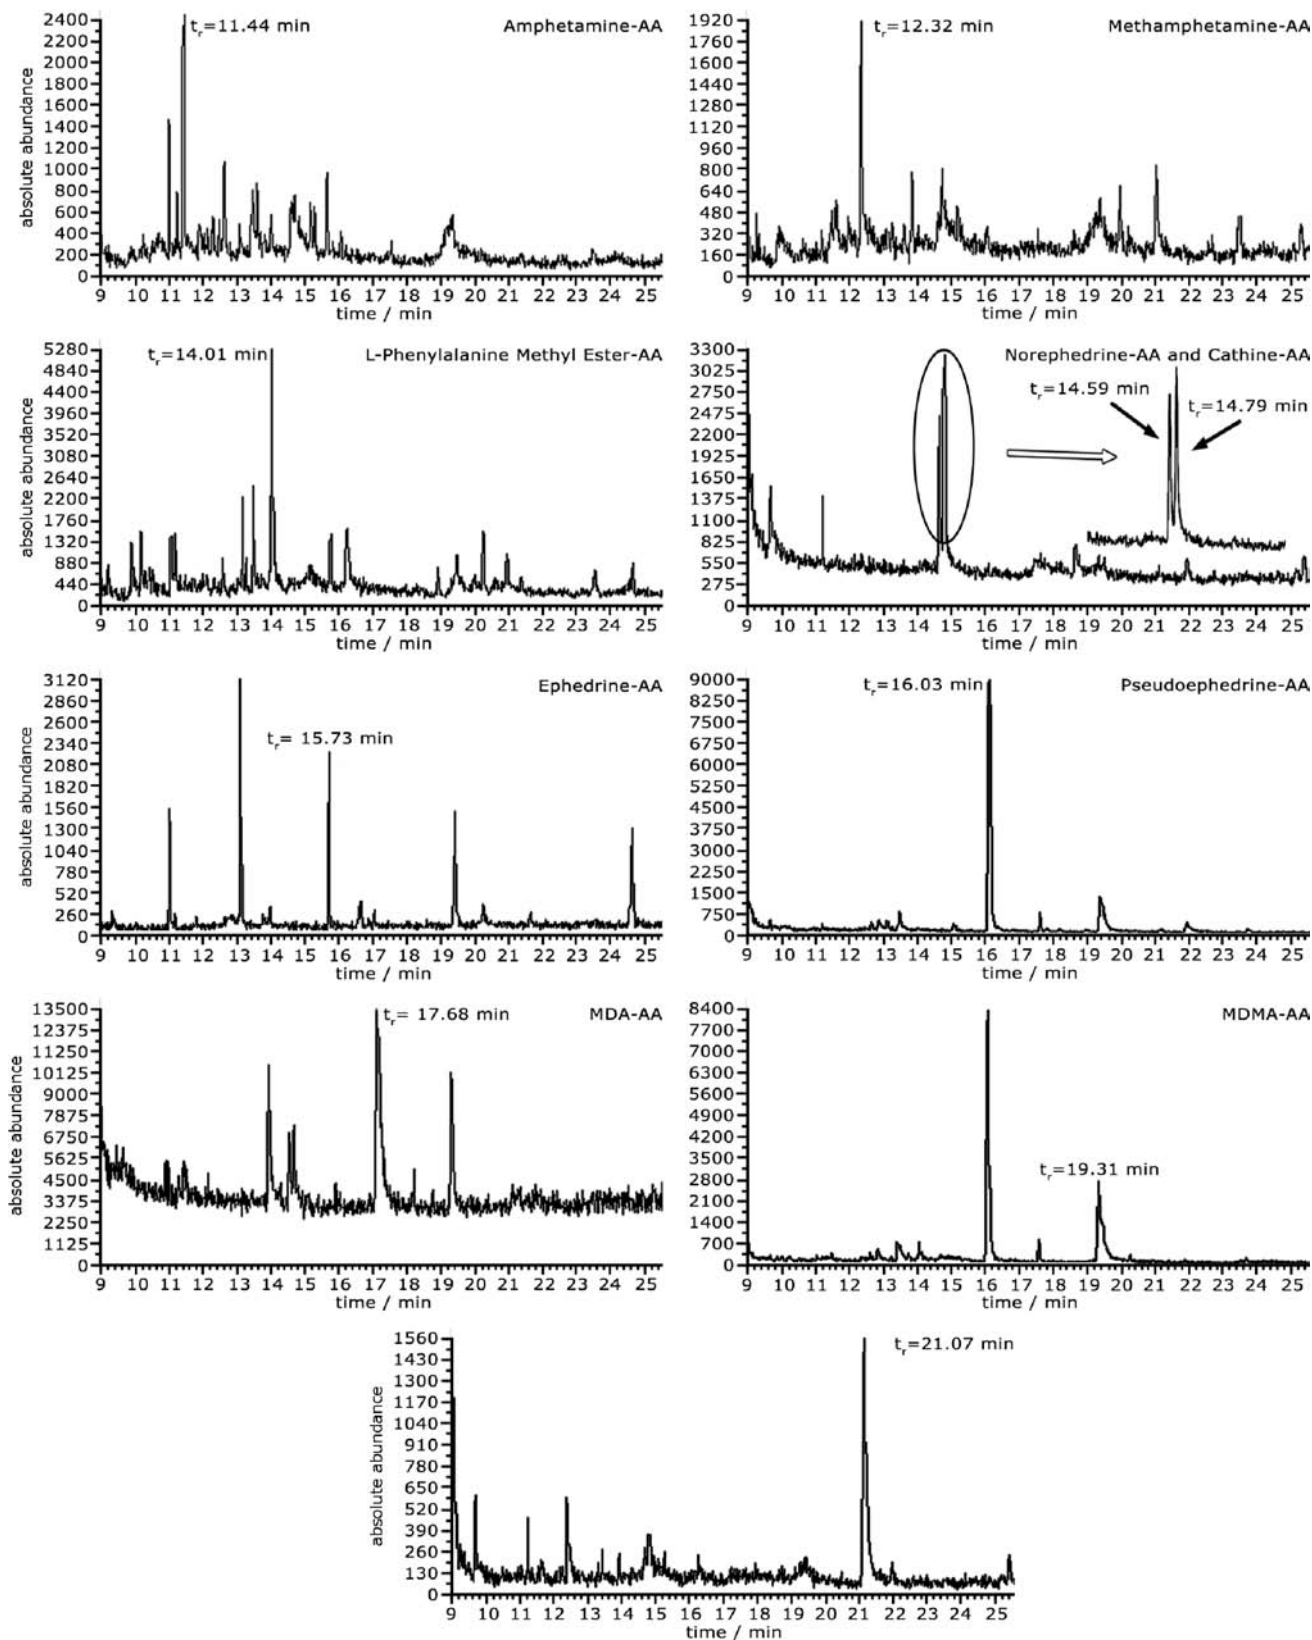 tr=11.44 min
Amphetamine-AA
2400
2200
2000
1800
1600
1400
1200
1000
800
600
400
200
0
absolute abundance
9 10 11 12 13 14 15 16 17 18 19 20 21 22 23 24 25
time / min
tr=12.32 min
Methamphetamine-AA
1920
1760
1600
1440
1280
1120
960
800
640
480
320
160
0
9 10 11 12 13 14 15 16 17 18 19 20 21 22 23 24 25
time / min
tr=14.01 min
L-Phenylalanine Methyl Ester-AA
5280
4840
4400
3960
3520
3080
2640
2200
1760
1320
880
440
0
absolute abundance
9 10 11 12 13 14 15 16 17 18 19 20 21 22 23 24 25
time / min
Norephedrine-AA and Cathine-AA
tr=14.59 min
tr=14.79 min
3300
3025
2750
2475
2200
1925
1650
1375
1100
825
550
275
0
9 10 11 12 13 14 15 16 17 18 19 20 21 22 23 24 25
time / min
Ephedrine-AA
tr= 15.73 min
3120
2860
2600
2340
2080
1820
1560
1300
1040
780
520
260
0
absolute abundance
9 10 11 12 13 14 15 16 17 18 19 20 21 22 23 24 25
time / min
tr=16.03 min
Pseudoephedrine-AA
9000
8250
7500
6750
6000
5250
4500
3750
3000
2250
1500
750
0
9 10 11 12 13 14 15 16 17 18 19 20 21 22 23 24 25
time / min
tr= 17.68 min
MDA-AA
13500
12375
11250
10125
9000
7875
6750
5625
4500
3375
2250
1125
0
absolute abundance
9 10 11 12 13 14 15 16 17 18 19 20 21 22 23 24 25
time / min
MDMA-AA
tr=19.31 min
8400
7700
7000
6300
5600
4900
4200
3500
2800
2100
1400
700
0
9 10 11 12 13 14 15 16 17 18 19 20 21 22 23 24 25
time / min
tr=21.07 min
1560
1430
1300
1170
1040
910
780
650
520
390
260
130
0
absolute abundance
9 10 11 12 13 14 15 16 17 18 19 20 21 22 23 24 25
time / min